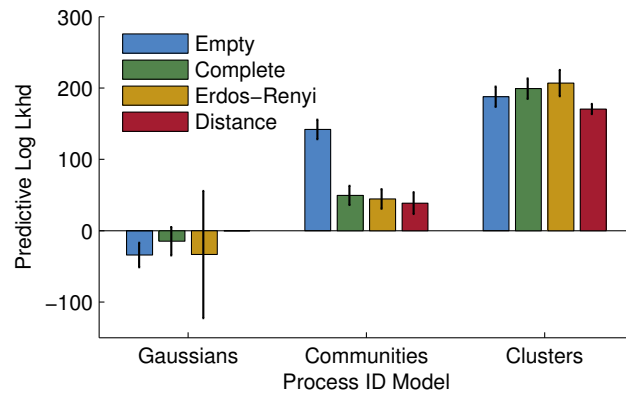 300
200
100
0
−100
Predictive Log Lkhd
Empty
Complete
Erdos−Renyi
Distance
Gaussians Communities Clusters
Process ID Model